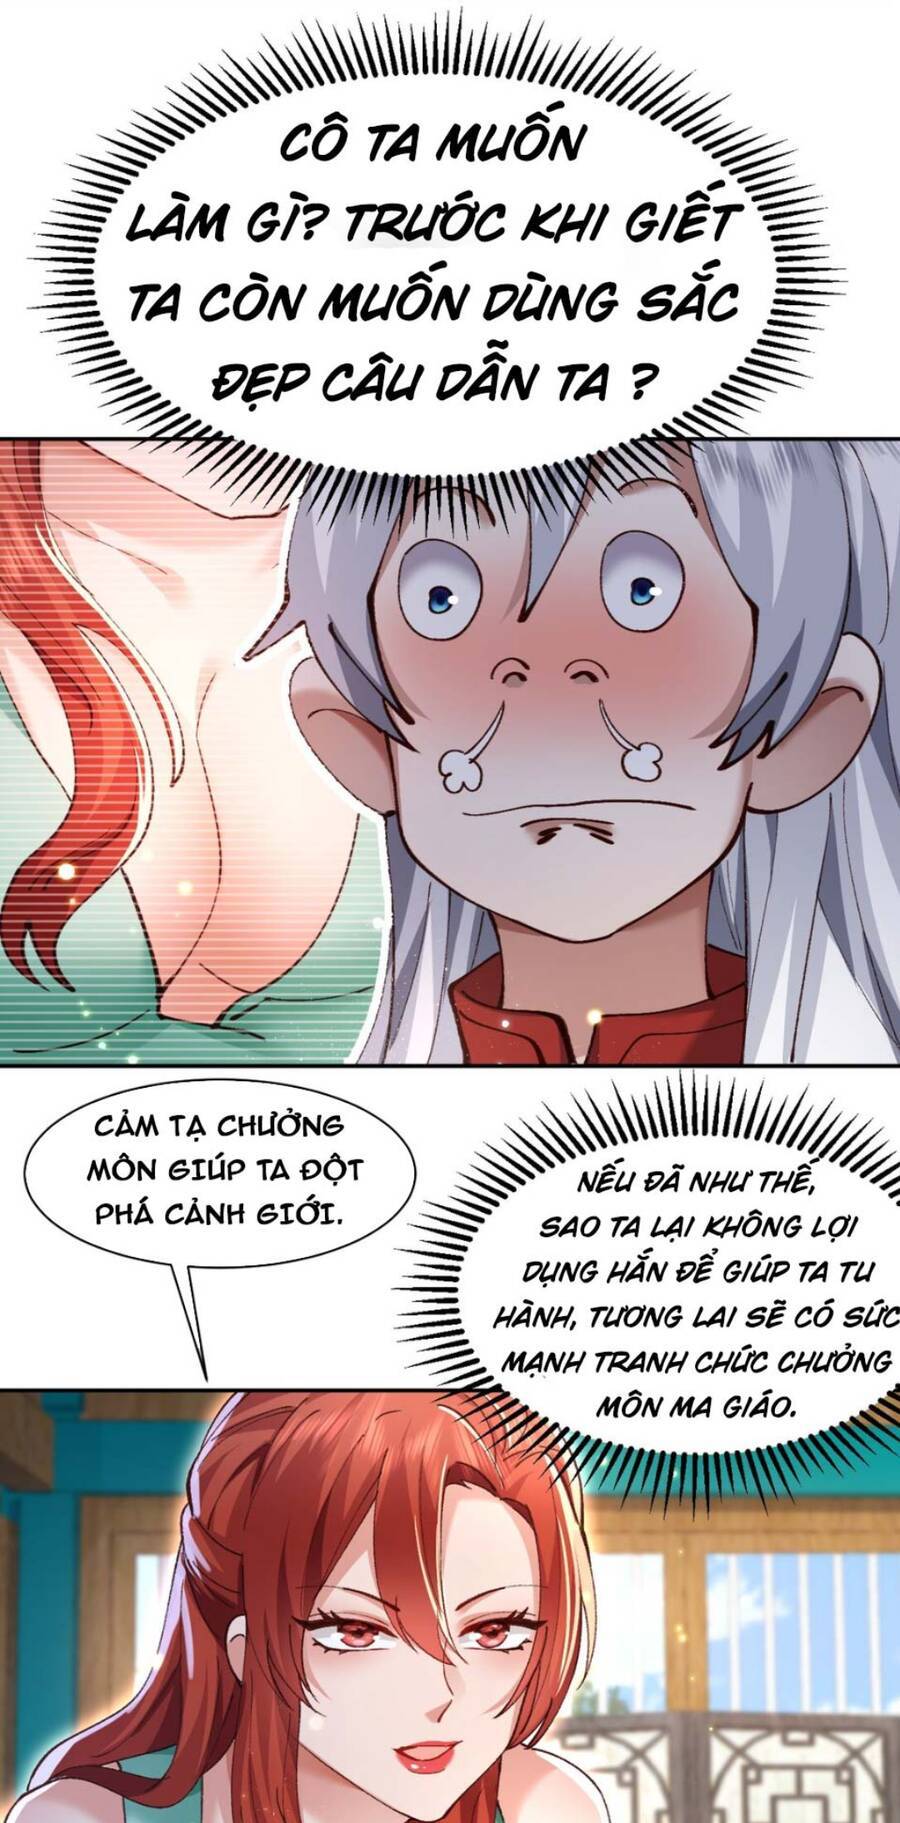 CÔ TA MUỐN
LÀM GÌ? TRƯỚC KHI GIẾT
TA CÒN MUỐN DÙNG SẮC
ĐẸP CÂU DẪN TA ?
CẢM TẠ CHƯỞNG
MÔN GIÚP TA ĐỘT
PHÁ CẢNH GIỚI.
NẾU ĐÃ NHƯ THẾ,
SAO TA LẠI KHÔNG LỢI
DỤNG HẮN ĐỂ GIÚP TA TU
HÀNH, TƯƠNG LAI SẼ CÓ SỨC
MẠNH TRANH CHỨC CHƯỞNG
MÔN MA GIÁO.